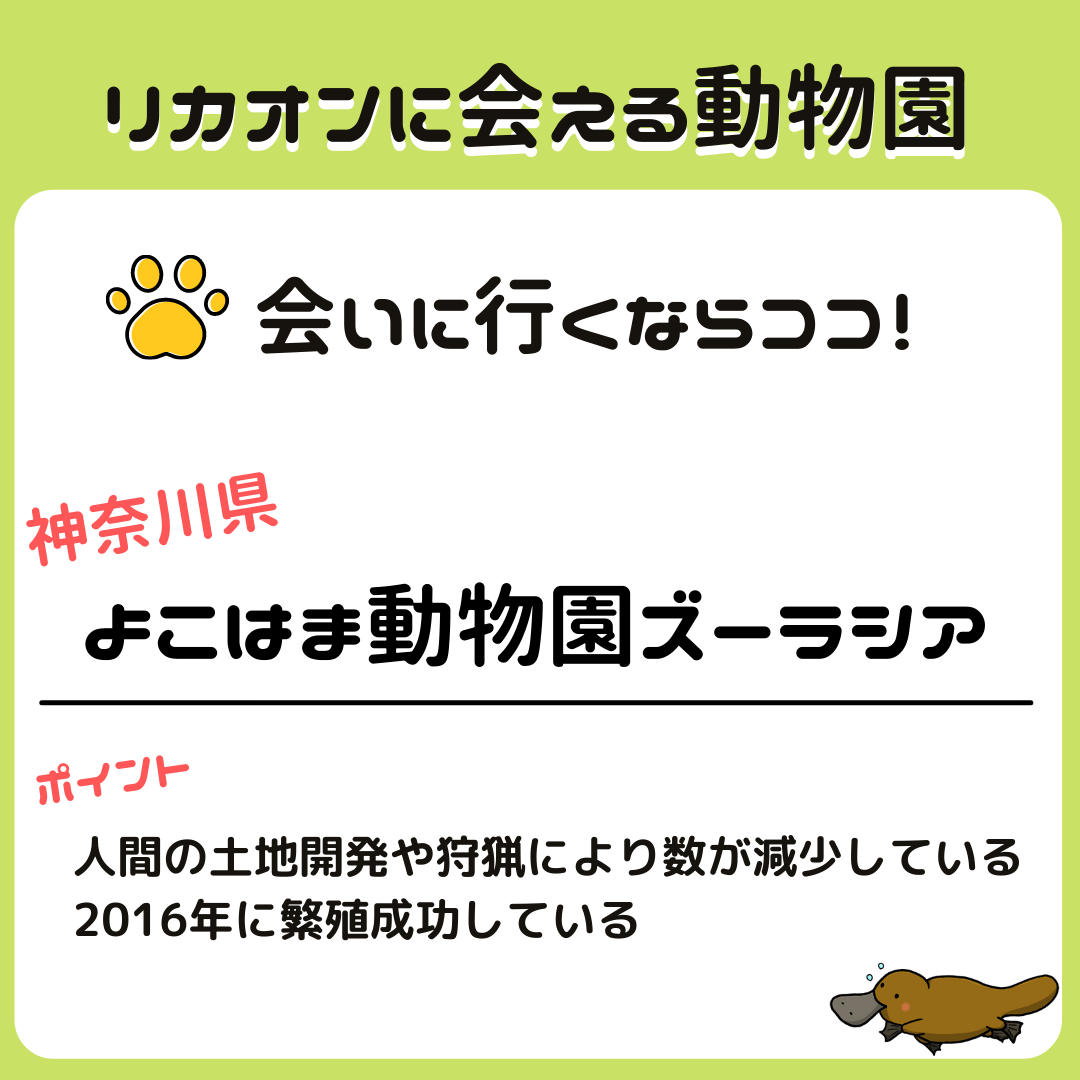 リカオンに会える動物園
会いに行くならココ!
神奈川県
よこはま動物園ズーラシア
ポイント
人間の土地開発や狩猟により数が減少している
2016年に繁殖成功している